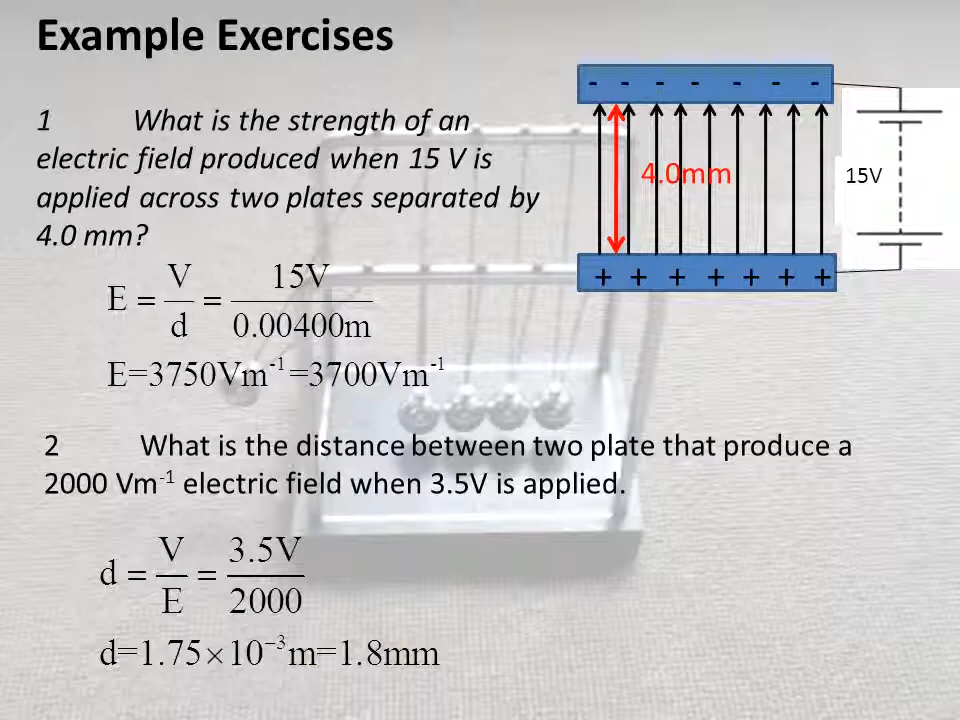 Example Exercises
1 What is the strength of an
electric field produced when 15 V is
applied across two plates separated by
4.0 mm?
- - - - - - -
4.0mm
15V
+ + + + + + +
E = V/d = 15V/0.00400m
E=3750Vm⁻¹=3700Vm⁻¹
2 What is the distance between two plate that produce a
2000 Vm⁻¹ electric field when 3.5V is applied.
d = V/E = 3.5V/2000
d=1.75×10⁻³m=1.8mm